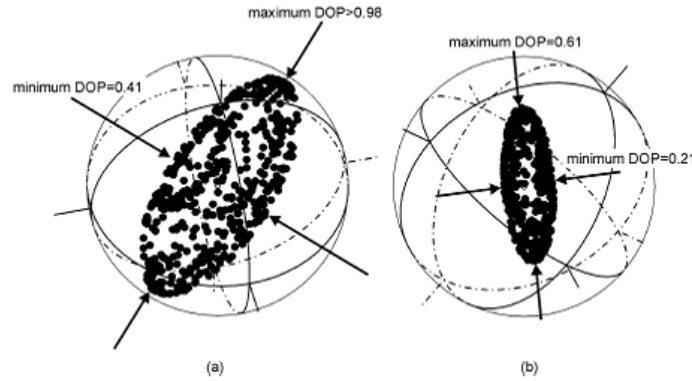 maximum DOP>0.98
maximum DOP=0.61
minimum DOP=0.41
minimum DOP=0.21
(a)
(b)